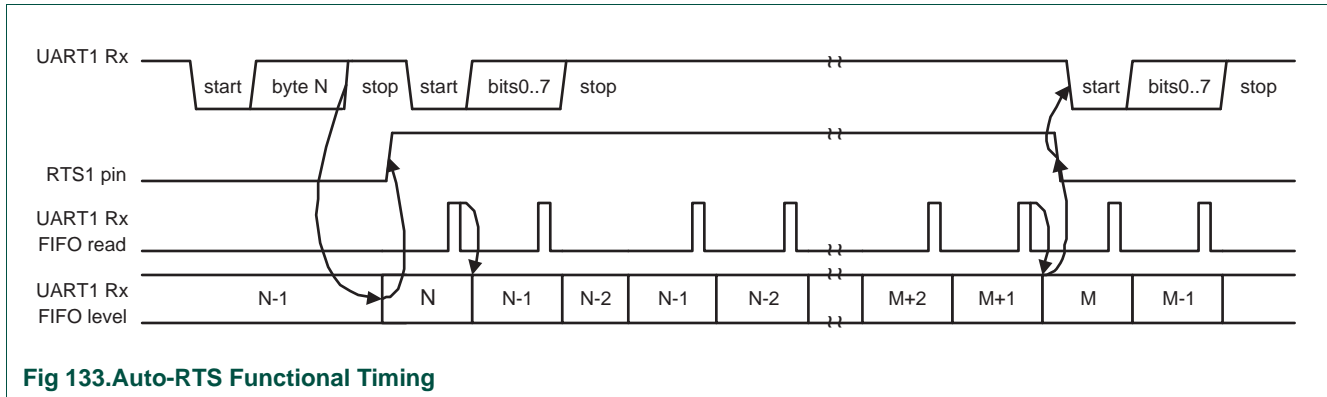 UART1 Rx
start byte N stop start bits0..7 stop start bits0..7 stop
RTS1 pin
UART1 Rx
FIFO read
UART1 Rx
FIFO level
N-1 N N-1 N-2 N-1 N-2 M+2 M+1 M M-1
Fig 133.Auto-RTS Functional Timing